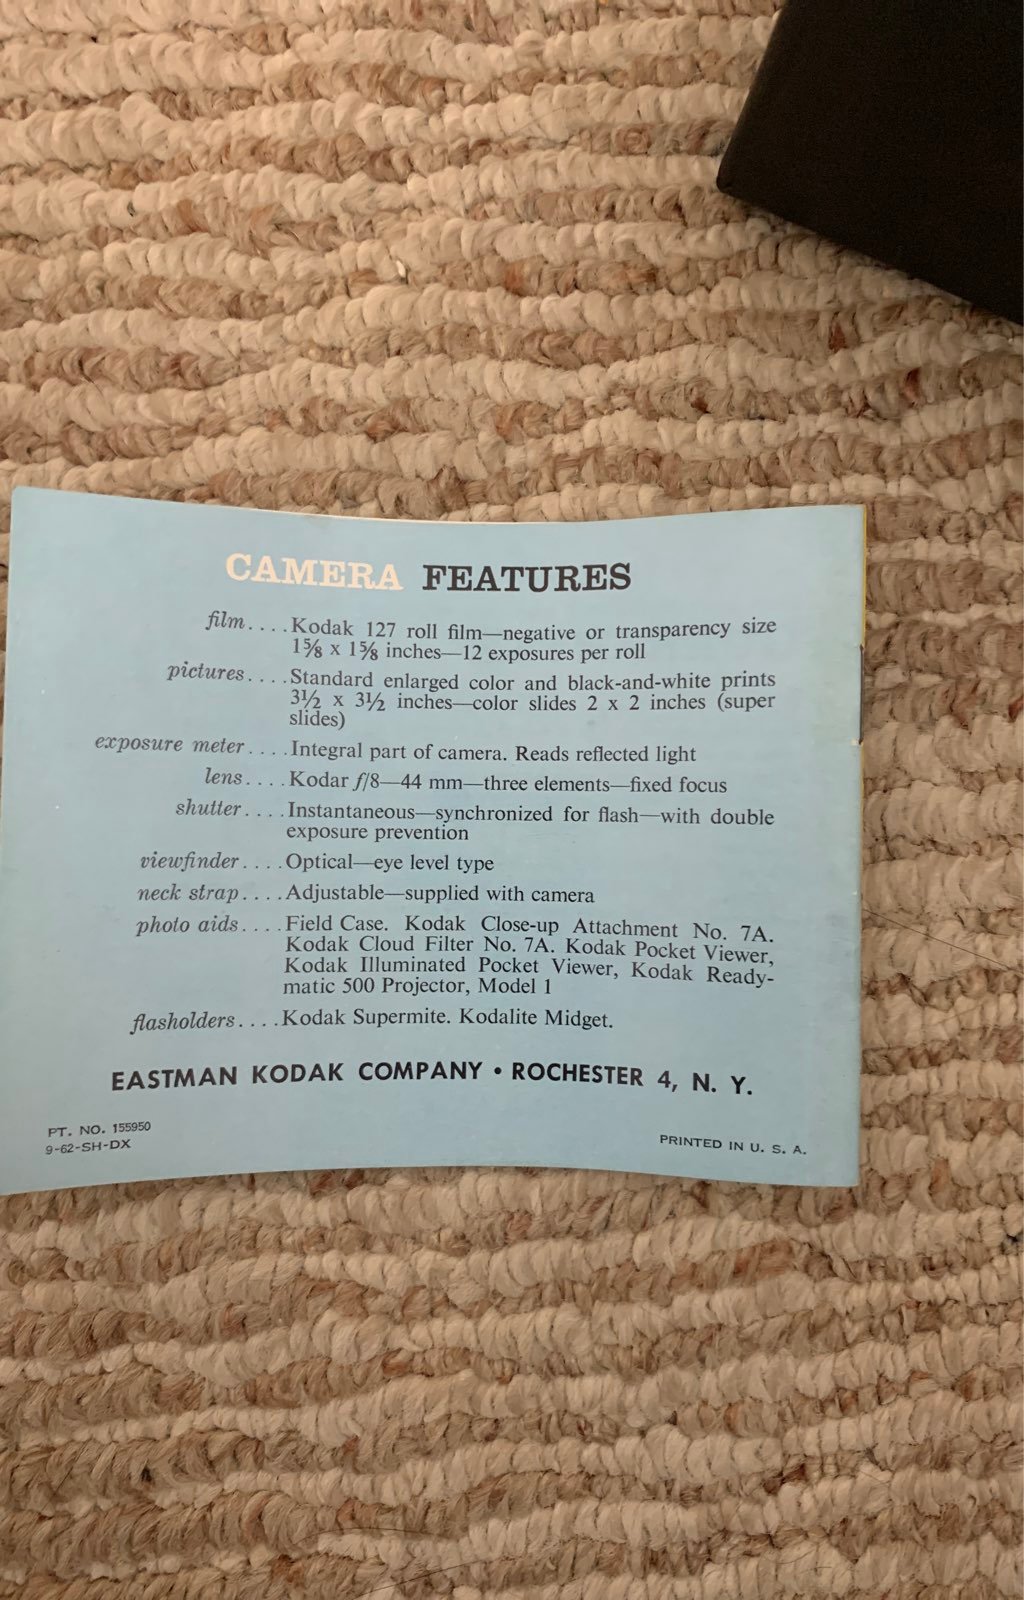 CAMERA FEATURES
film....Kodak 127 roll film—negative or transparency size
1⅝ x 1⅝ inches—12 exposures per roll
pictures....Standard enlarged color and black-and-white prints
3½ x 3½ inches—color slides 2 x 2 inches (super
slides)
exposure meter....Integral part of camera. Reads reflected light
lens....Kodar f/8—44 mm—three elements—fixed focus
shutter....Instantaneous—synchronized for flash—with double
exposure prevention
viewfinder....Optical—eye level type
neck strap....Adjustable—supplied with camera
photo aids....Field Case. Kodak Close-up Attachment No. 7A.
Kodak Cloud Filter No. 7A. Kodak Pocket Viewer,
Kodak Illuminated Pocket Viewer, Kodak Ready-
matic 500 Projector, Model 1
flasholders....Kodak Supermite. Kodalite Midget.
EASTMAN KODAK COMPANY • ROCHESTER 4, N. Y.
PT. NO. 155950
9-62-SH-DX
PRINTED IN U. S. A.